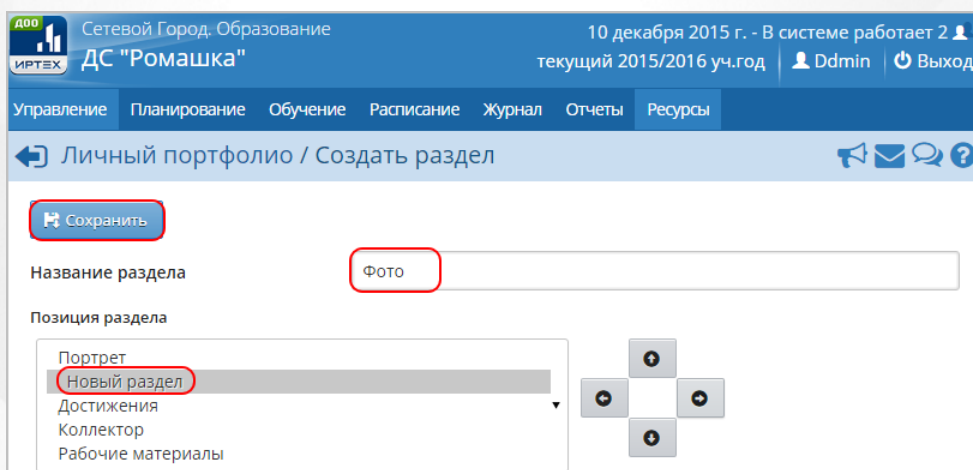 ДОО
ИРТЕХ
Сетевой Город. Образование
ДС "Ромашка"
10 декабря 2015 г. - В системе работает 2
текущий 2015/2016 уч.год Ddmin Выход
Управление Планирование Обучение Расписание Журнал Отчеты Ресурсы
Личный портфолио / Создать раздел
Сохранить
Название раздела Фото
Позиция раздела
Портрет
Новый раздел
Достижения
Коллектор
Рабочие материалы